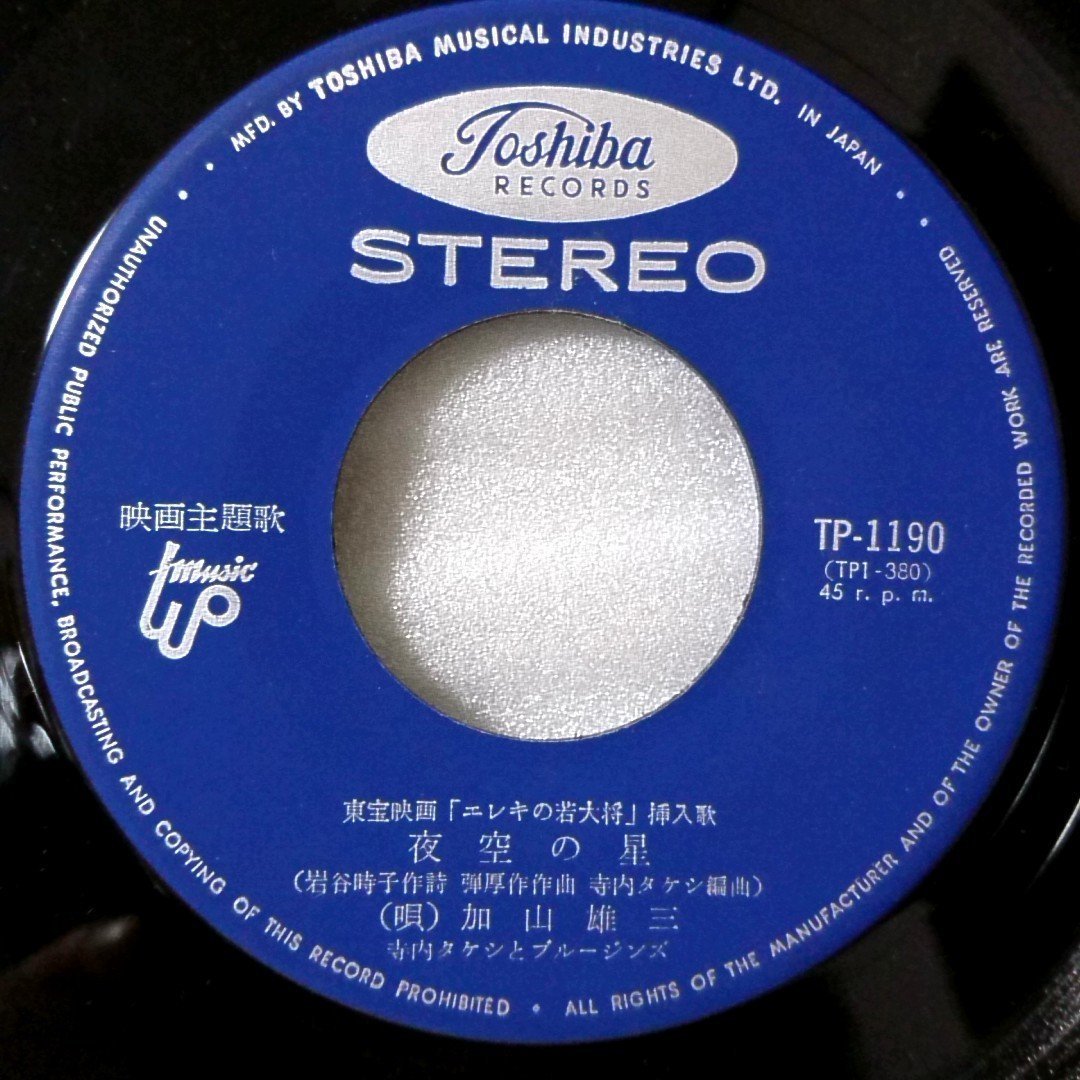 MFD. BY TOSHIBA MUSICAL INDUSTRIES LTD. IN JAPAN
Toshiba
RECORDS
STEREO
映画主題歌
music
UP
TP-1190
(TP1-380)
45 r. p. m.
東宝映画「エレキの若大将」挿入歌
夜空の星
(岩谷時子作詩 弾厚作作曲 寺内タケシ編曲)
(唄)加山雄三
寺内タケシとブルージンズ
• ALL RIGHTS OF THE MANUFACTURER AND OF THE OWNER OF THE RECORDED WORK ARE RESERVED •
• UNAUTHORIZED PUBLIC PERFORMANCE, BROADCASTING AND COPYING OF THIS RECORD PROHIBITED